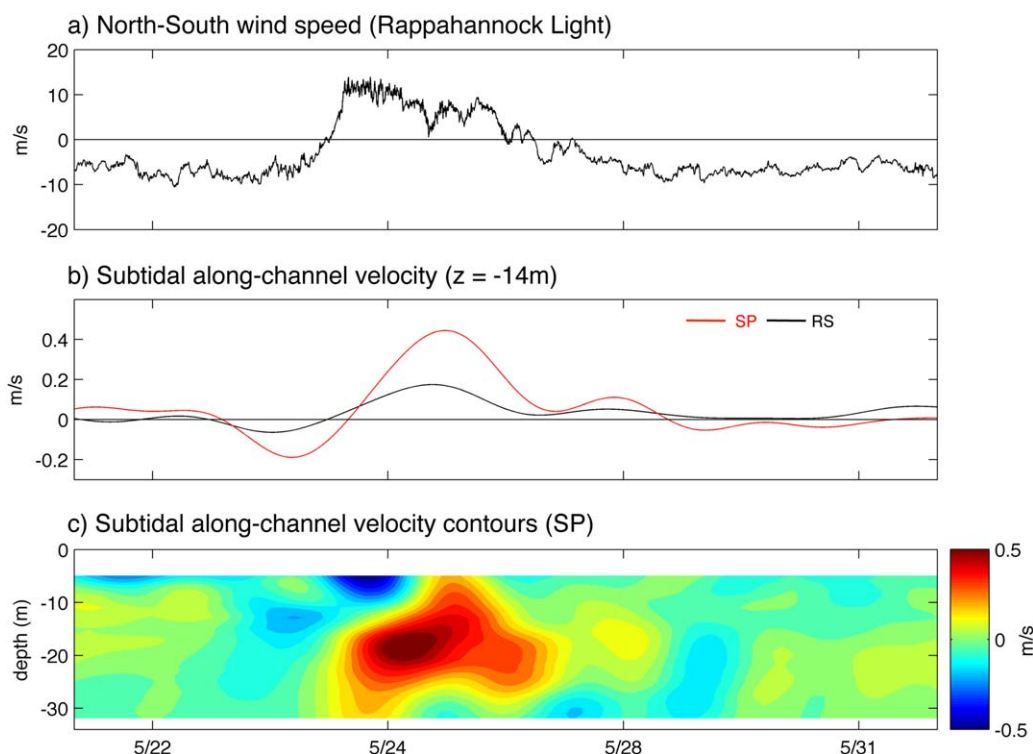 a) North-South wind speed (Rappahannock Light)
20
10
0
-10
-20
m/s
b) Subtidal along-channel velocity (z = -14m)
SP RS
0.4
0.2
0
-0.2
m/s
c) Subtidal along-channel velocity contours (SP)
0
-10
-20
-30
depth (m)
5/22 5/24 5/28 5/31
0.5
0
-0.5
m/s